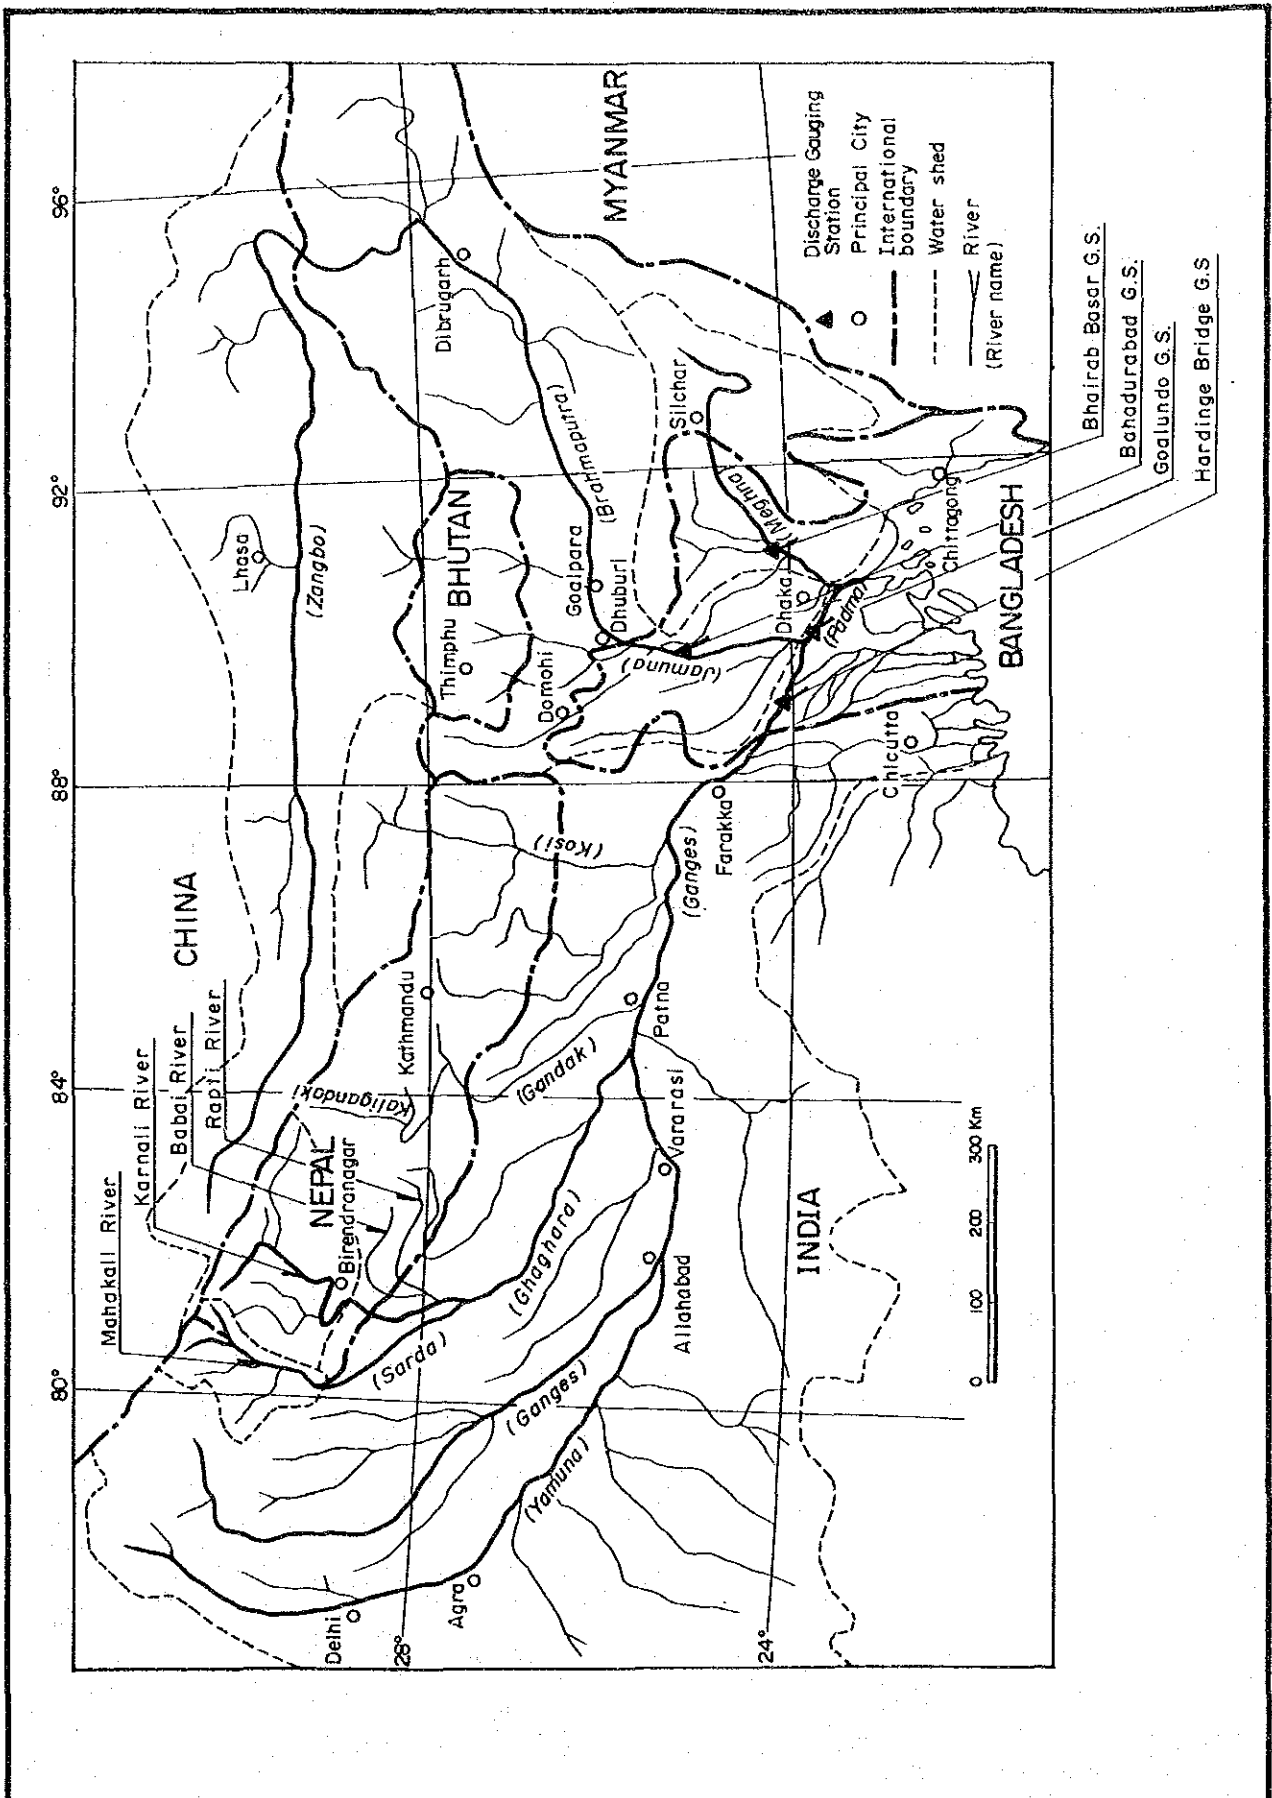 96°
92°
88°
84°
80°
28°
24°
MYANMAR
CHINA
BHUTAN
NEPAL
INDIA
BANGLADESH
Discharge Gauging
Station
Principal City
International
boundary
Water shed
River
(River name)
Bhairab Basar G.S.
Bahadurabad G.S.
Goalundo G.S.
Hardinge Bridge G.S
Mahakali River
Karnali River
Babai River
Rapti River
Dibrugarh
(Brahmaputra)
Silchar
Lhasa
(Zangbo)
Goalpara
Dhuburi
(Meghna)
Thimphu
Domohi
(Jamuna)
Dhaka
(Padma)
Chittagong
Chlcutta
Farakka
(Kosi)
(Ganges)
Kathmandu
Patna
Kaligandaki
(Gandak)
Vararasi
Birendranagar
(Ghaghara)
Allahabad
(Sarda)
(Ganges)
(Yamuna)
Agra
Delhi
0 100 200 300 Km